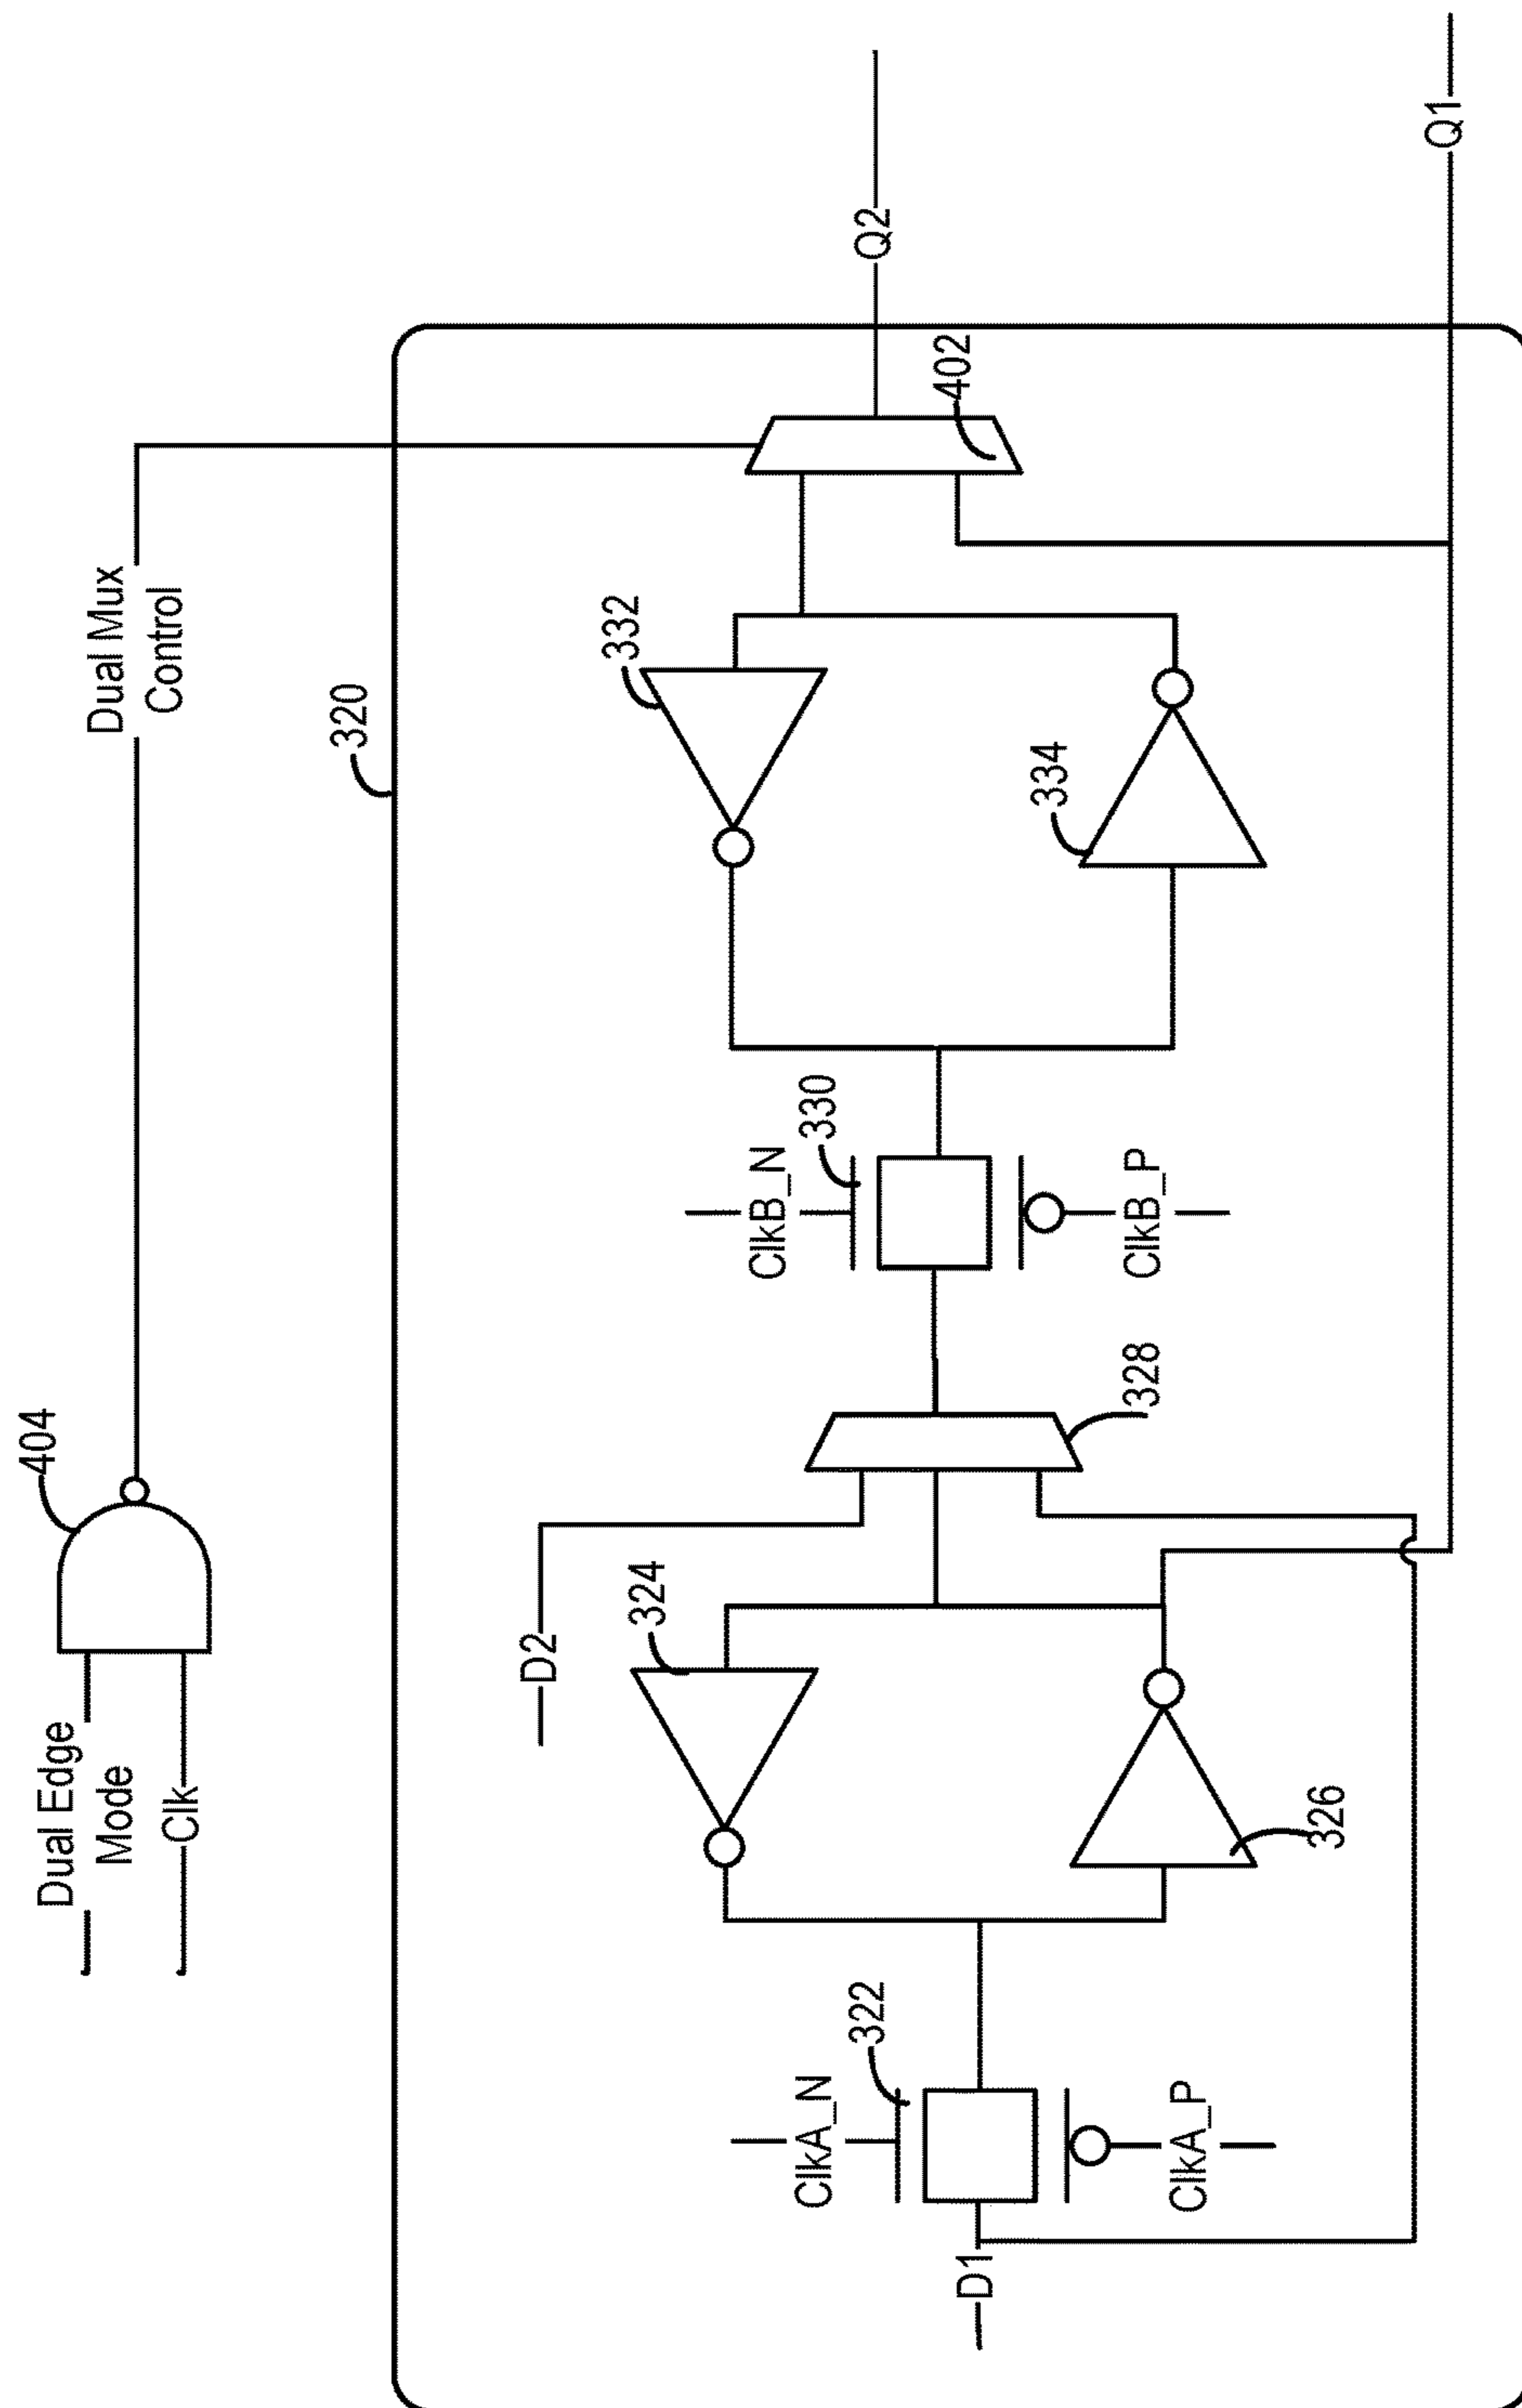 404
Dual Edge
Mode
Clk
Dual Mux
Control
320
D2
324
332
Q2
322
ClkA_N
ClkB_N
330
402
D1
328
334
ClkA_P
326
ClkB_P
Q1